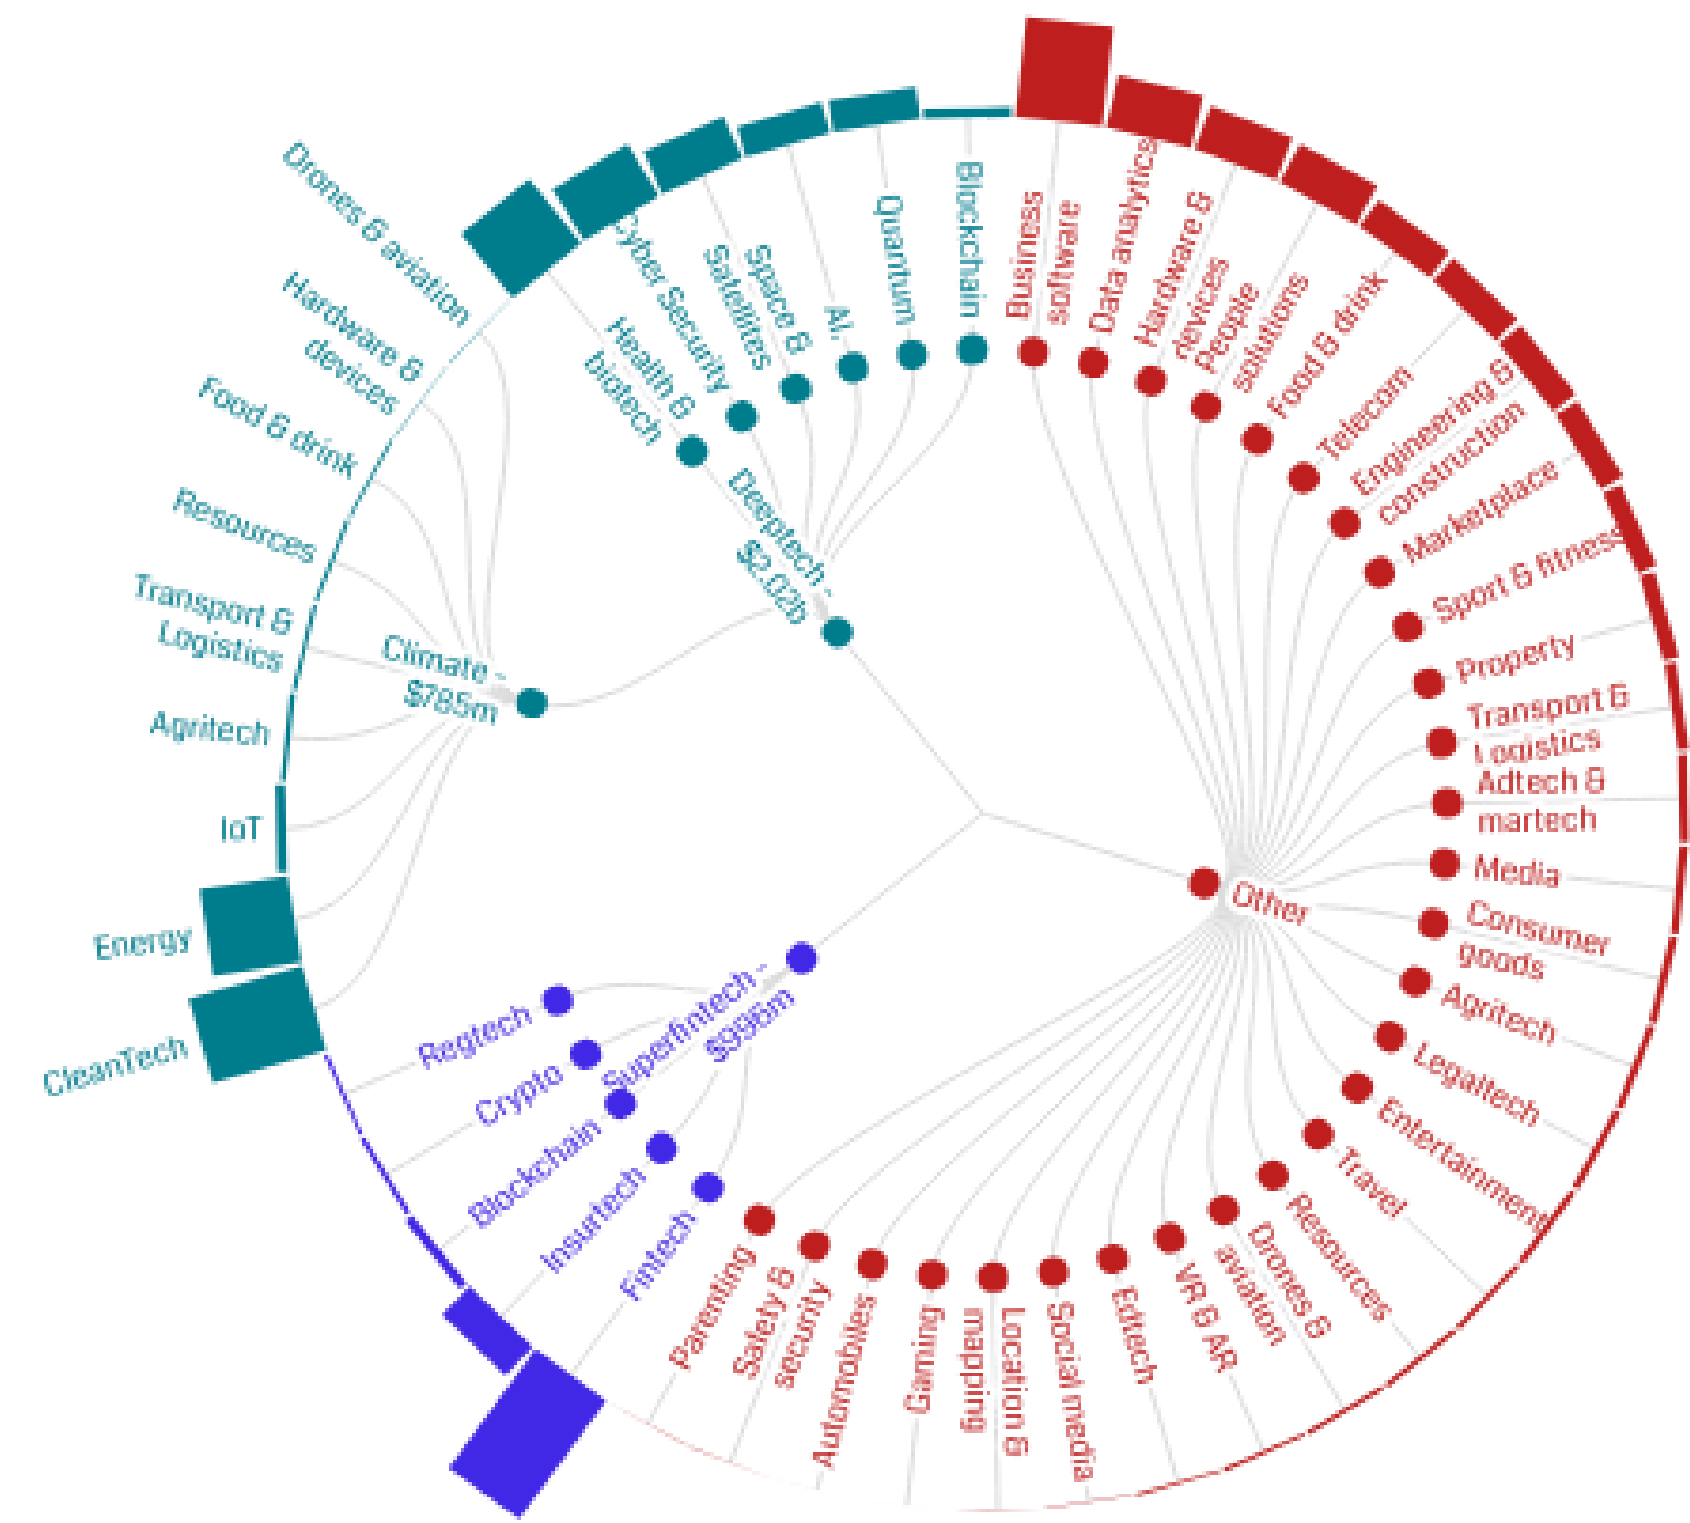 Drones & aviation
Hardware &
devices
Food & drink
Resources
Transport &
Logistics
Agritech
IoT
Energy
CleanTech
Climate -
$785m
Health &
biotech
Cyber Security
Space &
Satellites
A.I.
Quantum
Blockchain
Deeptech -
$2.02b
Business
software
Data analytics
Hardware &
devices
People
solutions
Food & drink
Telecom
Engineering &
construction
Marketplace
Sport & fitness
Property
Transport &
Logistics
Adtech &
martech
Media
Consumer
goods
Agritech
Legaltech
Entertainment
Travel
Resources
Drones &
aviation
VR & AR
Edtech
Social media
Location &
mapping
Gaming
Automobiles
Safety &
security
Parenting
Other
Superfintech -
$396m
Regtech
Crypto
Blockchain
Insurtech
Fintech